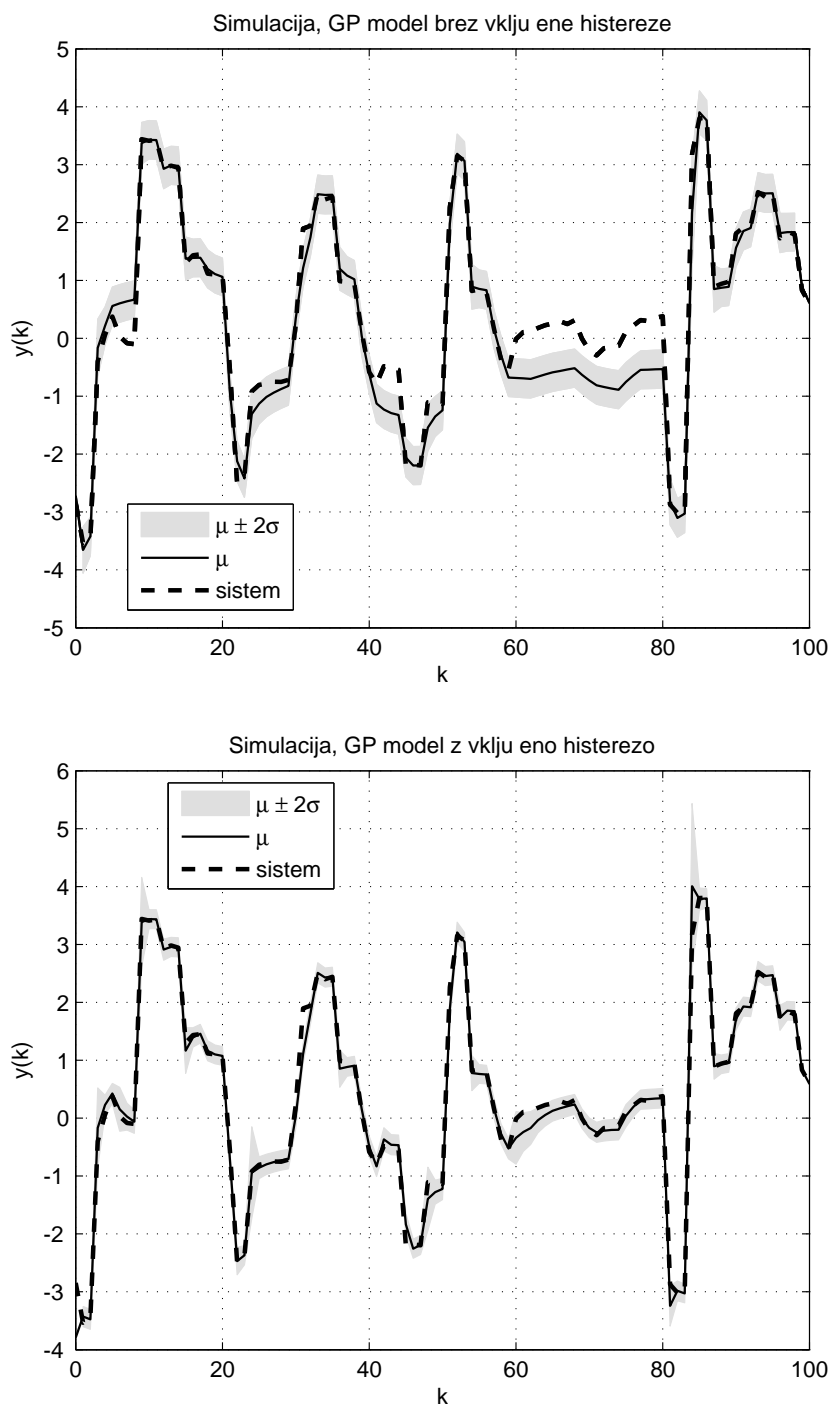 Simulacija, GP model brez vklju ene histereze
5
4
3
2
1
0
-1
-2
-3
-4
-5
y(k)
μ ± 2σ
μ
sistem
0 20 40 60 80 100
k
Simulacija, GP model z vklju eno histerezo
6
5
4
3
2
1
0
-1
-2
-3
-4
y(k)
μ ± 2σ
μ
sistem
0 20 40 60 80 100
k